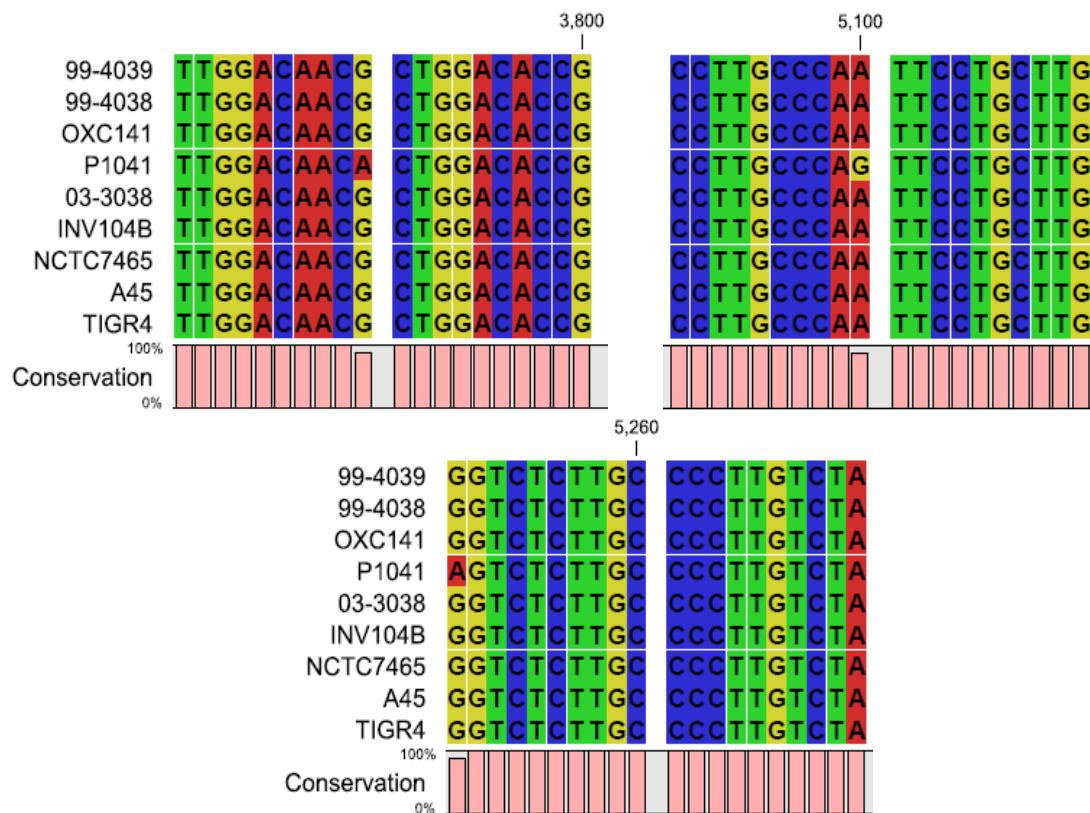 3,800 5,100
99-4039 TTGGACAACG CTGGACACCG CCTTGCCCAA TTCCTGCTTG
99-4038 TTGGACAACG CTGGACACCG CCTTGCCCAA TTCCTGCTTG
OXC141 TTGGACAACG CTGGACACCG CCTTGCCCAA TTCCTGCTTG
P1041 TTGGACAACA CTGGACACCG CCTTGCCCAG TTCCTGCTTG
03-3038 TTGGACAACG CTGGACACCG CCTTGCCCAA TTCCTGCTTG
INV104B TTGGACAACG CTGGACACCG CCTTGCCCAA TTCCTGCTTG
NCTC7465 TTGGACAACG CTGGACACCG CCTTGCCCAA TTCCTGCTTG
A45 TTGGACAACG CTGGACACCG CCTTGCCCAA TTCCTGCTTG
TIGR4 TTGGACAACG CTGGACACCG CCTTGCCCAA TTCCTGCTTG
100%
Conservation
0%
5,260
99-4039 GGTCTCTTGC CCCTTGTCTA
99-4038 GGTCTCTTGC CCCTTGTCTA
OXC141 GGTCTCTTGC CCCTTGTCTA
P1041 AGTCTCTTGC CCCTTGTCTA
03-3038 GGTCTCTTGC CCCTTGTCTA
INV104B GGTCTCTTGC CCCTTGTCTA
NCTC7465 GGTCTCTTGC CCCTTGTCTA
A45 GGTCTCTTGC CCCTTGTCTA
TIGR4 GGTCTCTTGC CCCTTGTCTA
100%
Conservation
0%